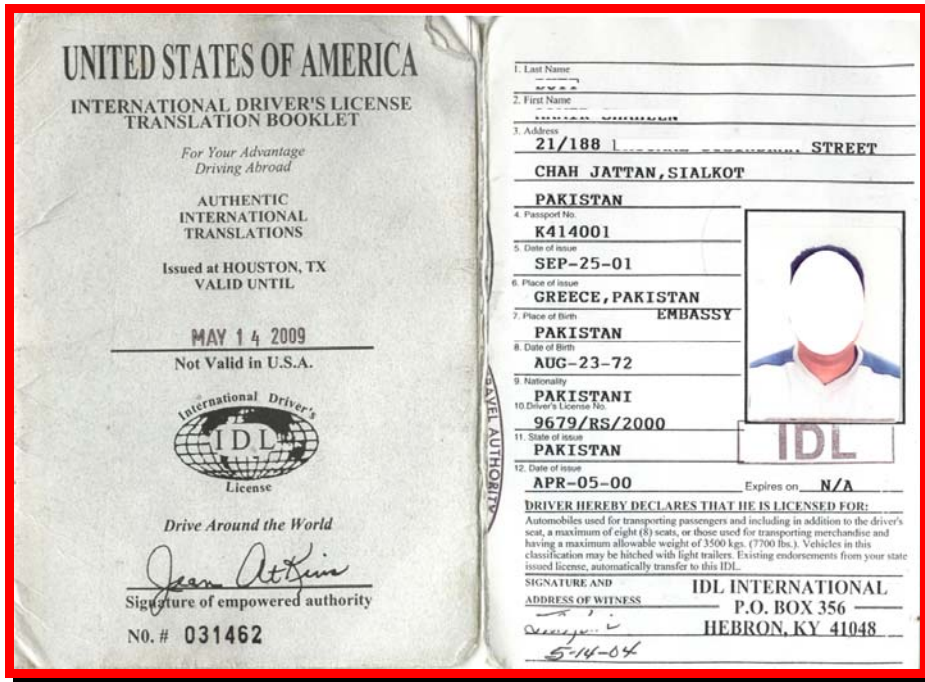 UNITED STATES OF AMERICA
INTERNATIONAL DRIVER'S LICENSE
TRANSLATION BOOKLET
For Your Advantage
Driving Abroad
AUTHENTIC
INTERNATIONAL
TRANSLATIONS
Issued at HOUSTON, TX
VALID UNTIL
MAY 14 2009
Not Valid in U.S.A.
International Driver's
IDL
License
Drive Around the World
Jean Atkins
Signature of empowered authority
NO. # 031462
1. Last Name
2. First Name
3. Address
21/188 STREET
CHAH JATTAN, SIALKOT
PAKISTAN
4. Passport No.
K414001
5. Date of issue
SEP-25-01
6. Place of issue
GREECE, PAKISTAN
EMBASSY
7. Place of Birth
PAKISTAN
8. Date of Birth
AUG-23-72
9. Nationality
PAKISTANI
10. Driver's License No.
9679/RS/2000
11. State of issue
PAKISTAN
12. Date of issue
APR-05-00
Expires on N/A
IDL
AVEL AUTHORITY
DRIVER HEREBY DECLARES THAT HE IS LICENSED FOR:
Automobiles used for transporting passengers and including in addition to the driver's
seat, a maximum of eight (8) seats, or those used for transporting merchandise and
having a maximum allowable weight of 3500 kgs. (7700 lbs.). Vehicles in this
classification may be hitched with light trailers. Existing endorsements from your state
issued license, automatically transfer to this IDL.
SIGNATURE AND
ADDRESS OF WITNESS
IDL INTERNATIONAL
P.O. BOX 356
HEBRON, KY 41048
5-14-04